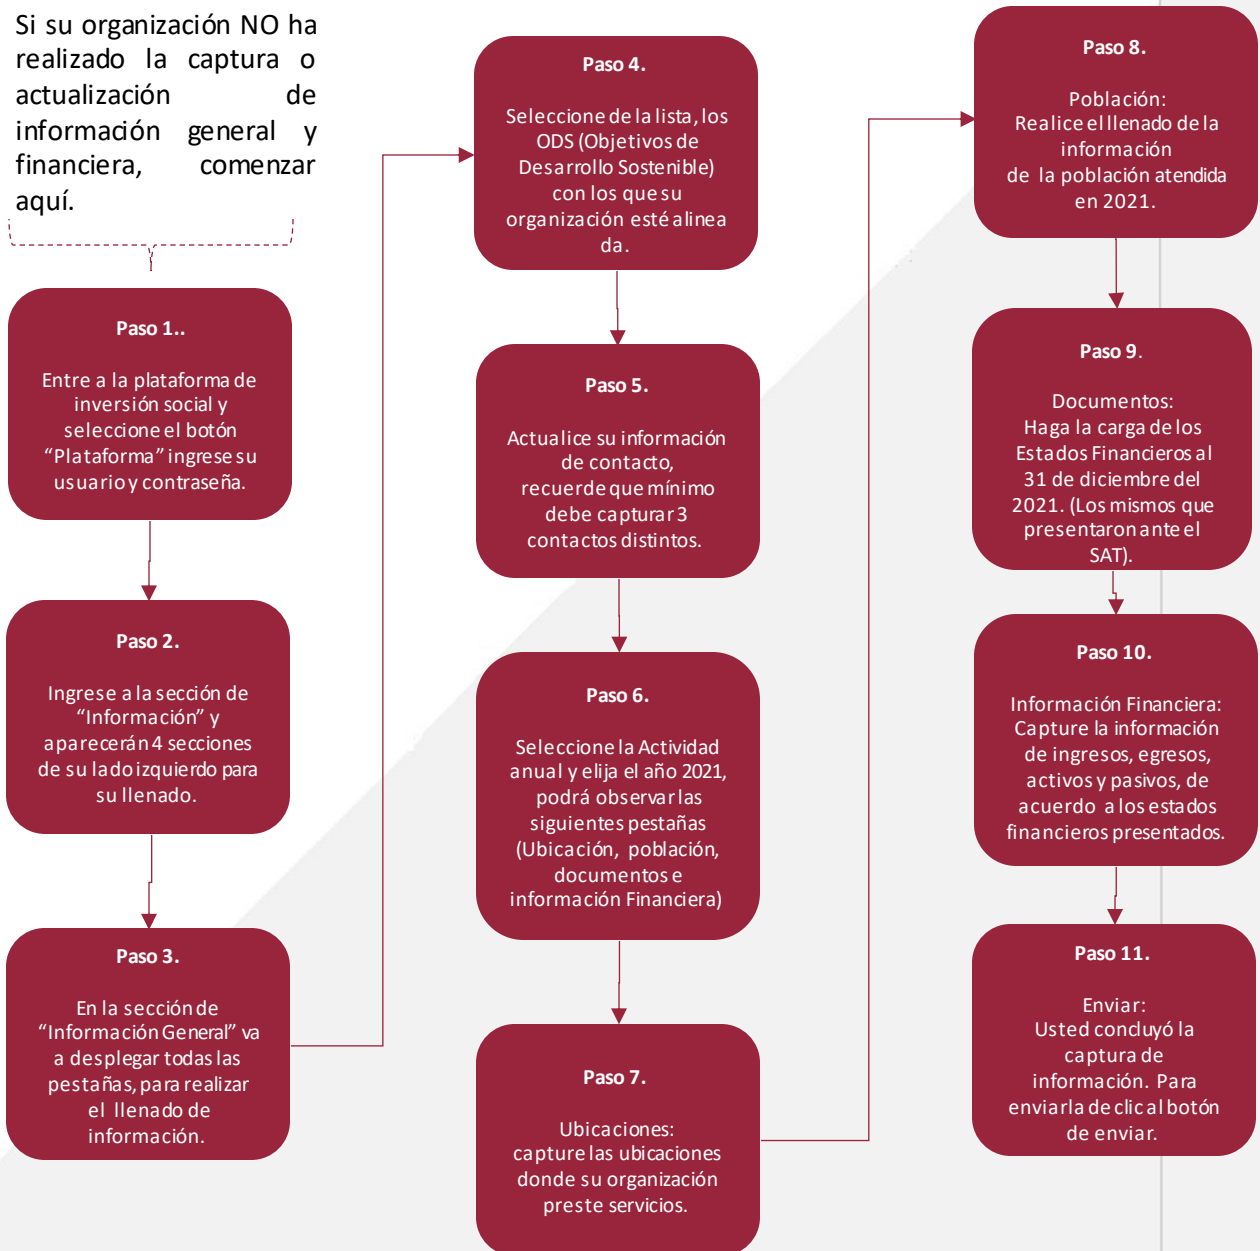 Si su organización NO ha
realizado la captura o
actualización de
información general y
financiera, comenzar
aquí.
Paso 1..
Entre a la plataforma de
inversión social y
seleccione el botón
“Plataforma” ingrese su
usuario y contraseña.
Paso 2.
Ingrese a la sección de
“Información” y
aparecerán 4 secciones
de su lado izquierdo para
su llenado.
Paso 3.
En la sección de
“Información General” va
a desplegar todas las
pestañas, para realizar
el llenado de
información.
Paso 4.
Seleccione de la lista, los
ODS (Objetivos de
Desarrollo Sostenible)
con los que su
organización esté alinea
da.
Paso 5.
Actualice su información
de contacto,
recuerde que mínimo
debe capturar 3
contactos distintos.
Paso 6.
Seleccione la Actividad
anual y elija el año 2021,
podrá observar las
siguientes pestañas
(Ubicación, población,
documentos e
información Financiera)
Paso 7.
Ubicaciones:
capture las ubicaciones
donde su organización
preste servicios.
Paso 8.
Población:
Realice el llenado de la
información
de la población atendida
en 2021.
Paso 9.
Documentos:
Haga la carga de los
Estados Financieros al
31 de diciembre del
2021. (Los mismos que
presentaron ante el
SAT).
Paso 10.
Información Financiera:
Capture la información
de ingresos, egresos,
activos y pasivos, de
acuerdo a los estados
financieros presentados.
Paso 11.
Enviar:
Usted concluyó la
captura de
información. Para
enviarla de clic al botón
de enviar.